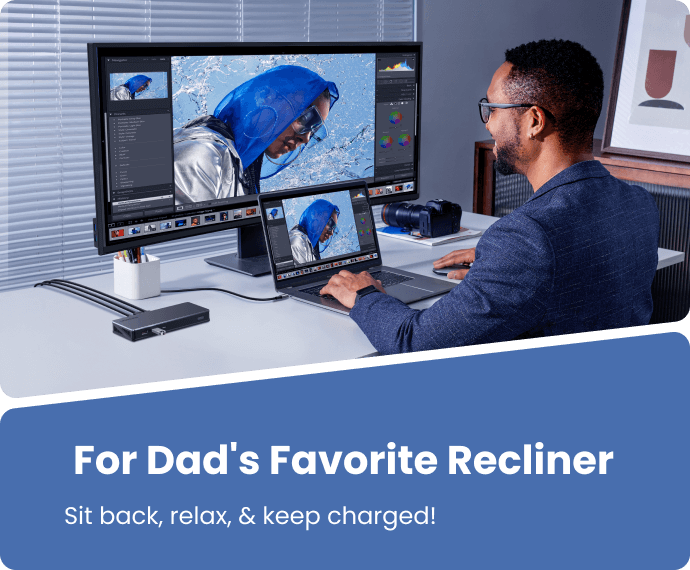 For Dad's Favorite Recliner
Sit back, relax, & keep charged!